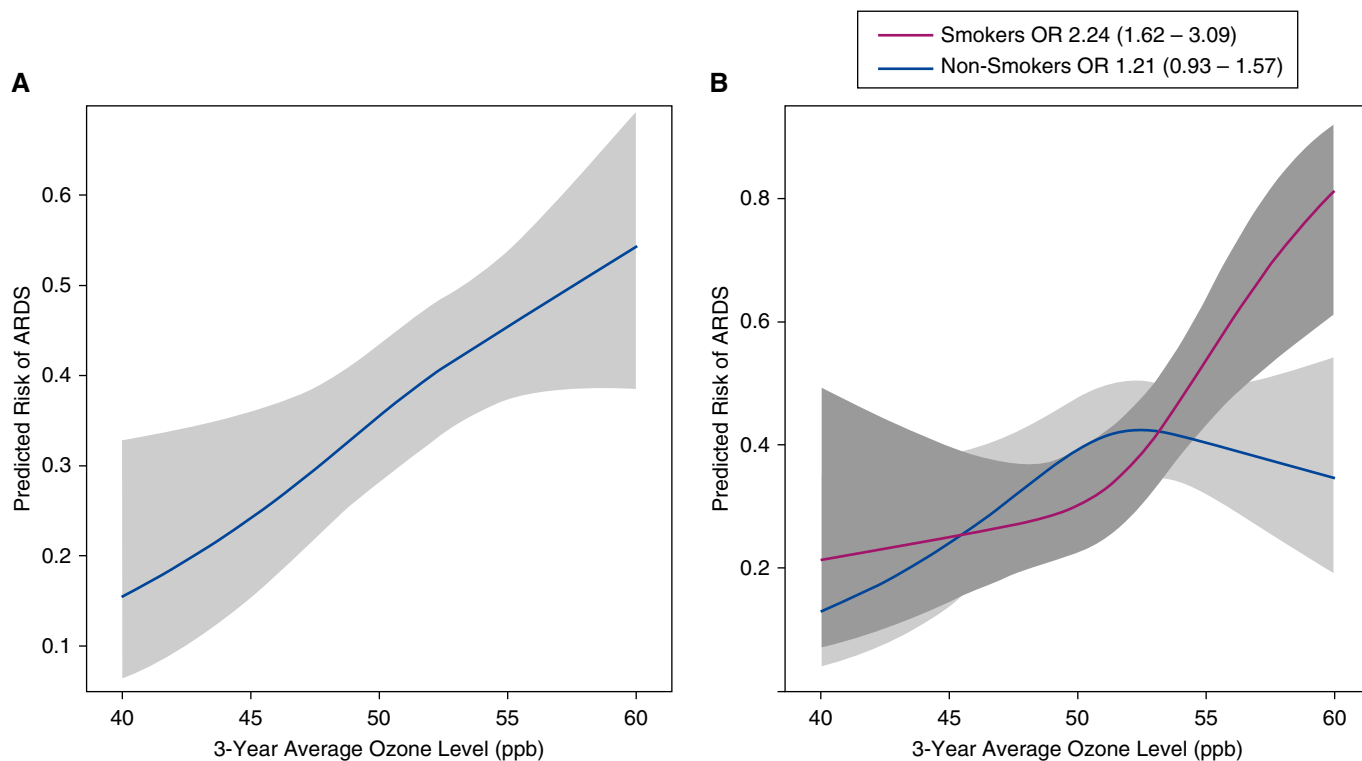 Smokers OR 2.24 (1.62 – 3.09)
Non-Smokers OR 1.21 (0.93 – 1.57)
A
B
Predicted Risk of ARDS
0.6
0.5
0.4
0.3
0.2
0.1
40 45 50 55 60
3-Year Average Ozone Level (ppb)
Predicted Risk of ARDS
0.8
0.6
0.4
0.2
40 45 50 55 60
3-Year Average Ozone Level (ppb)